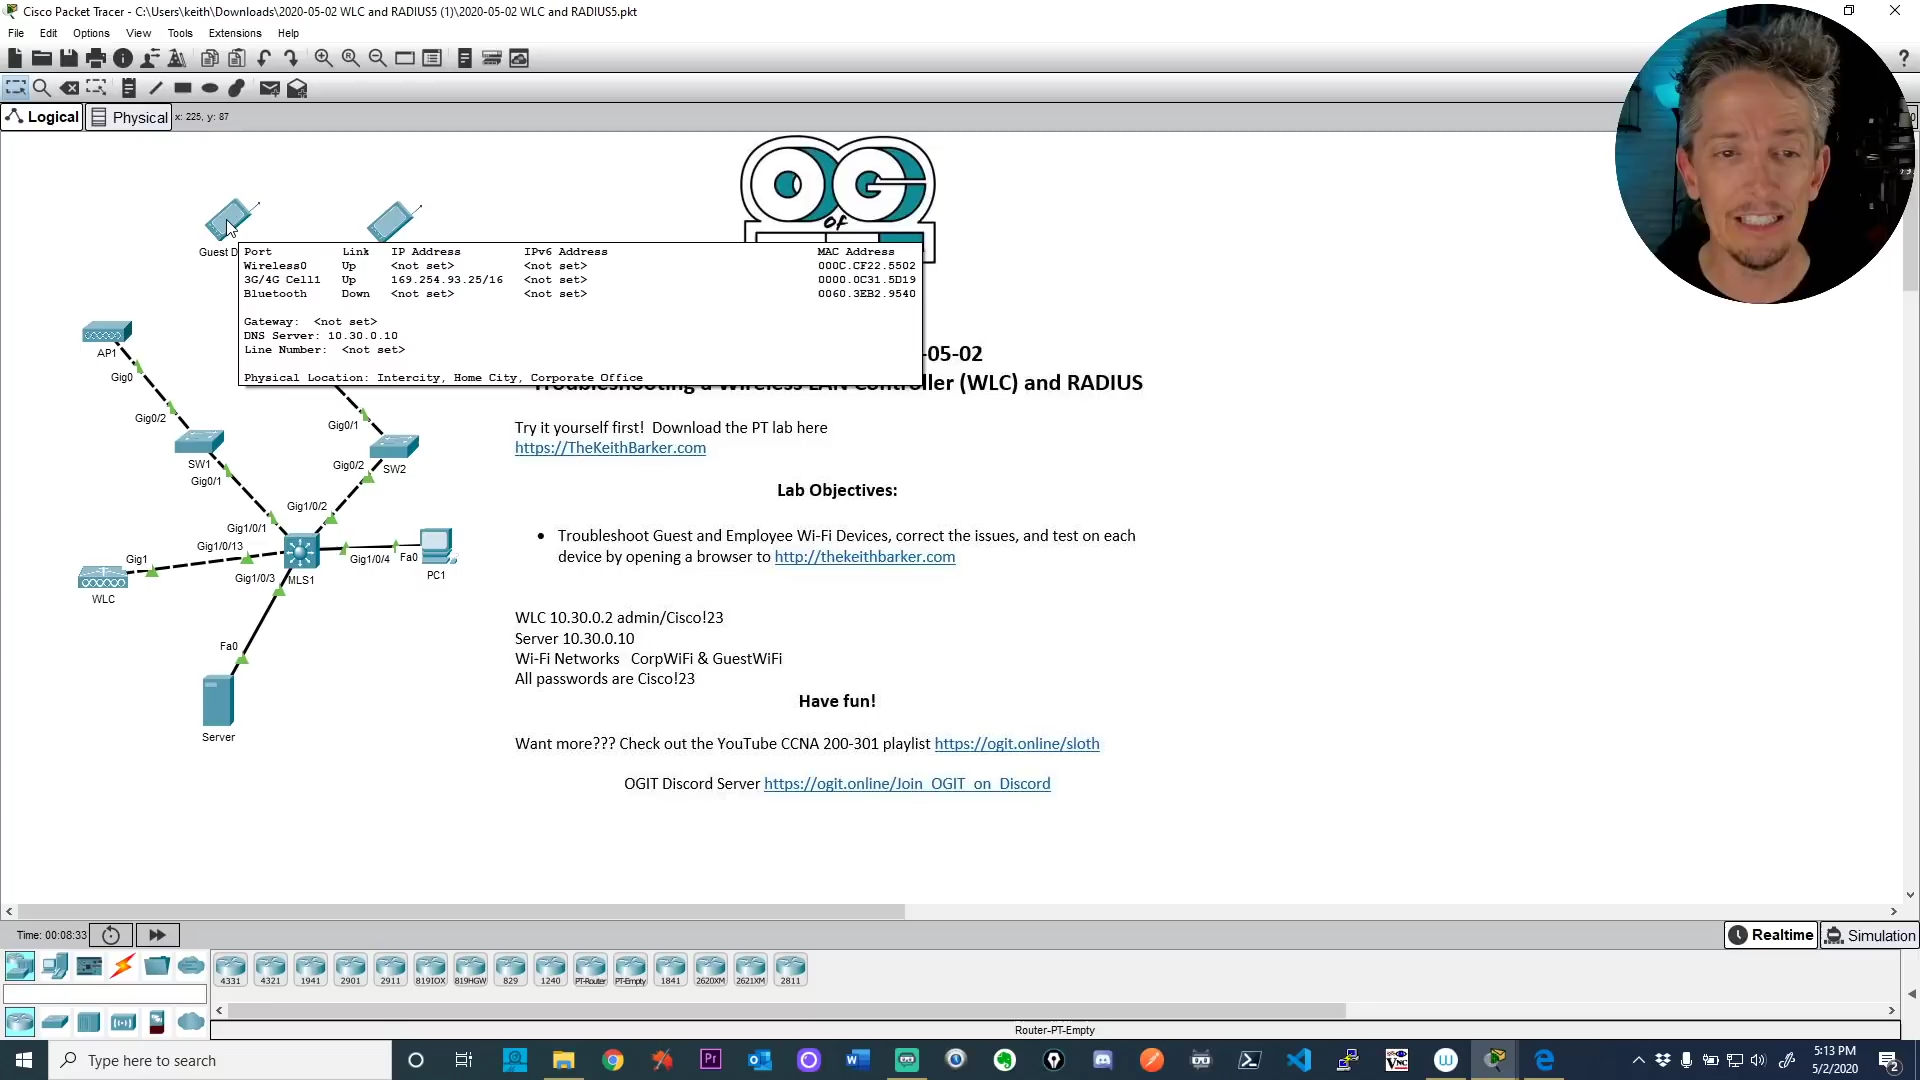 Cisco Packet Tracer - C:\Users\keith\Downloads\2020-05-02 WLC and RADIUS5 (1)\2020-05-02 WLC and RADIUS5.pkt
File Edit Options View Tools Extensions Help
Logical Physical x: 225, y: 87
OG
of
Guest D
Port Link IP Address IPv6 Address MAC Address
Wireless0 Up <not set> <not set> 000C.CF22.5502
3G/4G Cell1 Up 169.254.93.25/16 <not set> 0000.0C31.5D19
Bluetooth Down <not set> <not set> 0060.3EB2.9540
Gateway: <not set>
DNS Server: 10.30.0.10
Line Number: <not set>
Physical Location: Intercity, Home City, Corporate Office
AP1
Gig0
Gig0/2
SW1
Gig0/1
Gig0/1
Gig0/2
SW2
Gig1/0/2
Gig1/0/1
Gig1/0/13
Gig1
WLC
Gig1/0/3
MLS1
Gig1/0/4
Fa0
PC1
Fa0
Server
-05-02
Troubleshooting a Wireless LAN Controller (WLC) and RADIUS
Try it yourself first! Download the PT lab here
https://TheKeithBarker.com
Lab Objectives:
• Troubleshoot Guest and Employee Wi-Fi Devices, correct the issues, and test on each
device by opening a browser to http://thekeithbarker.com
WLC 10.30.0.2 admin/Cisco!23
Server 10.30.0.10
Wi-Fi Networks CorpWiFi & GuestWiFi
All passwords are Cisco!23
Have fun!
Want more??? Check out the YouTube CCNA 200-301 playlist https://ogit.online/sloth
OGIT Discord Server https://ogit.online/Join_OGIT_on_Discord
Time: 00:08:33
Realtime Simulation
4331 4321 1941 2901 2911 819IOX 819HGW 829 1240 PT-Router PT-Empty 1841 2620XM 2621XM 2811
Router-PT-Empty
Type here to search
5:13 PM
5/2/2020
2